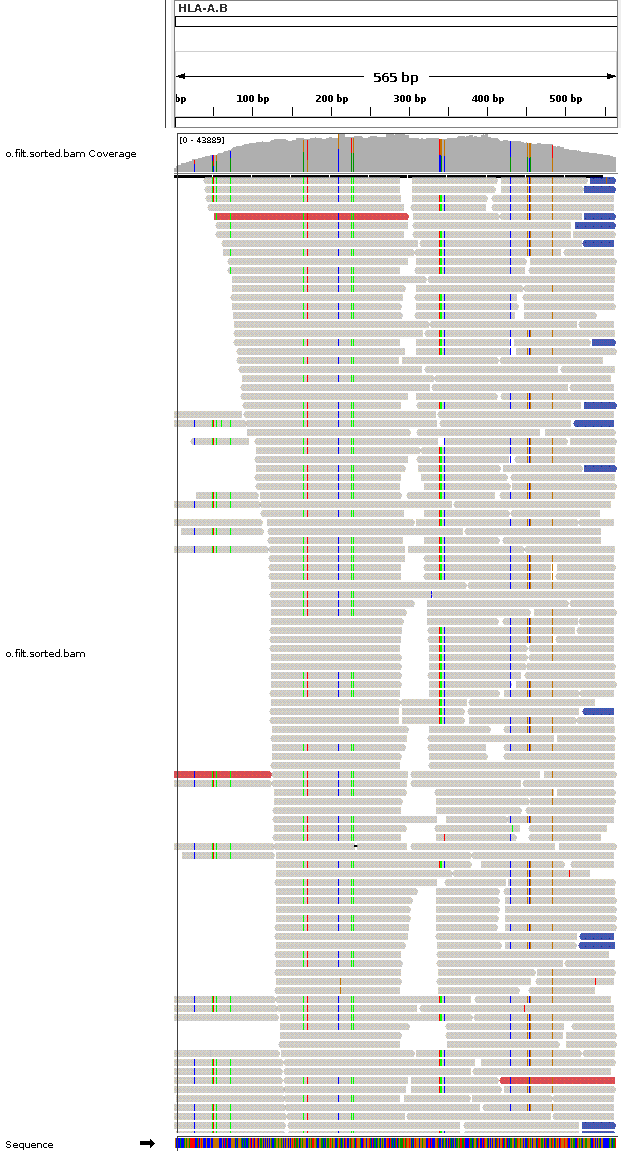 HLA-A.B
565 bp
bp 100 bp 200 bp 300 bp 400 bp 500 bp
[0 - 43889]
o.filt.sorted.bam Coverage
o.filt.sorted.bam
Sequence